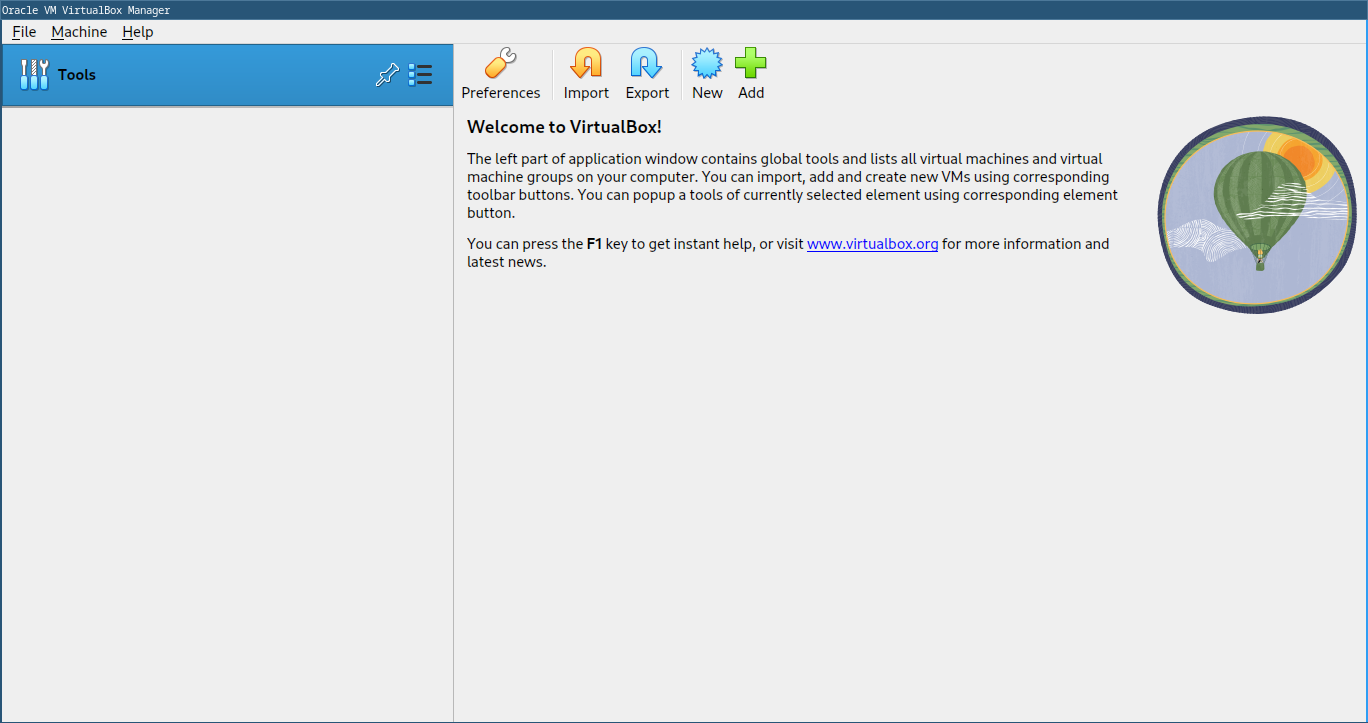 Oracle VM VirtualBox Manager
File Machine Help
Tools
Preferences Import Export New Add
Welcome to VirtualBox!
The left part of application window contains global tools and lists all virtual machines and virtual
machine groups on your computer. You can import, add and create new VMs using corresponding
toolbar buttons. You can popup a tools of currently selected element using corresponding element
button.
You can press the F1 key to get instant help, or visit www.virtualbox.org for more information and
latest news.